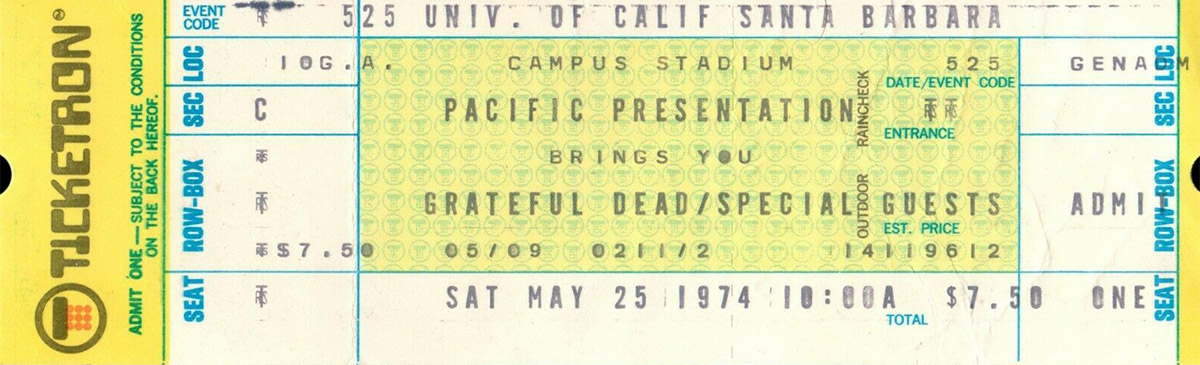 TICKETRON®
ADMIT ONE — SUBJECT TO THE CONDITIONS
ON THE BACK HEREOF.
EVENT CODE
525 UNIV. OF CALIF SANTA BARBARA
SEC LOC
10G.A. CAMPUS STADIUM 525 GENADM
DATE/EVENT CODE
SEC LOC
C PACIFIC PRESENTATION
ENTRANCE
OUTDOOR RAINCHECK
ROW-BOX
BRINGS YOU
GRATEFUL DEAD/SPECIAL GUESTS ADMI
EST. PRICE
ROW-BOX
$7.50 05/09 0211/2 14119612
SEAT
SAT MAY 25 1974 10:00A $7.50 ONE
TOTAL
SEAT